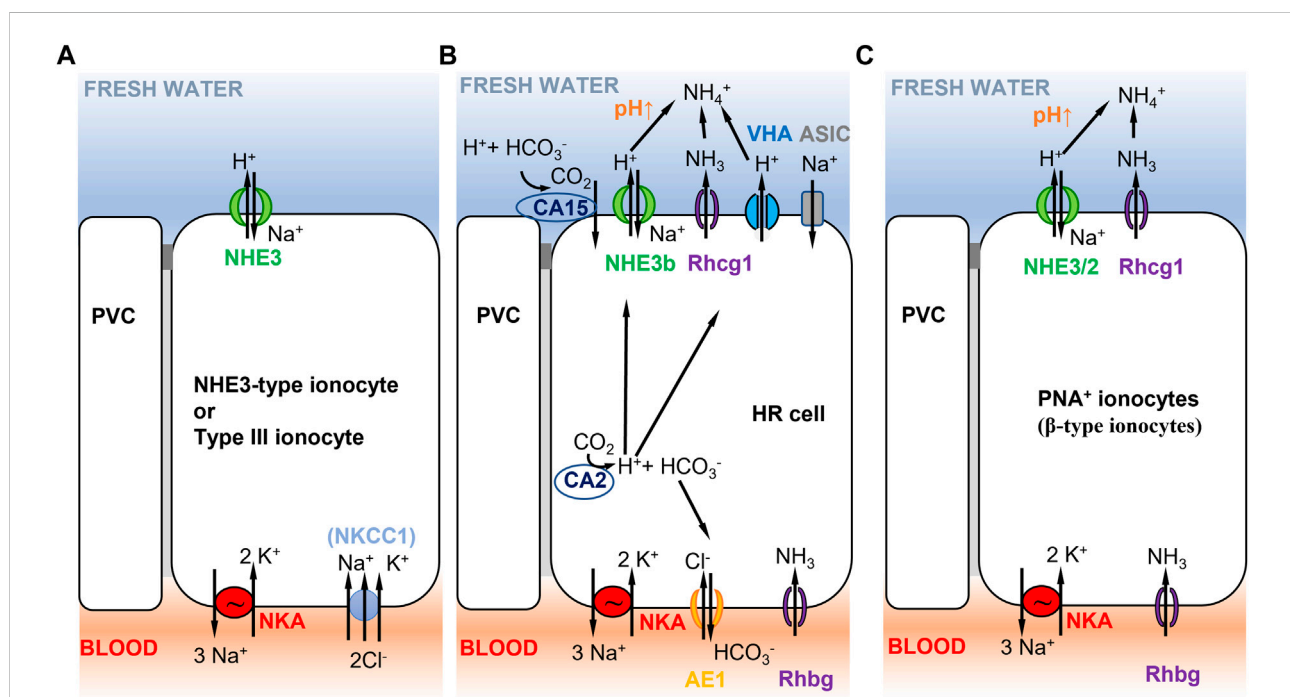 A
FRESH WATER
H⁺
Na⁺
NHE3
PVC
NHE3-type ionocyte
or
Type III ionocyte
(NKCC1)
2 K⁺
Na⁺
K⁺
~
NKA
BLOOD
3 Na⁺
2Cl⁻
B
FRESH WATER
NH₄⁺
pH↑
VHA
ASIC
H⁺+ HCO₃⁻
CO₂
H⁺
NH₃
H⁺
Na⁺
CA15
Na⁺
NHE3b
Rhcg1
PVC
HR cell
CO₂
H⁺+ HCO₃⁻
CA2
2 K⁺
Cl⁻
NH₃
~
NKA
BLOOD
3 Na⁺
HCO₃⁻
AE1
Rhbg
C
FRESH WATER
NH₄⁺
pH↑
H⁺
NH₃
Na⁺
NHE3/2
Rhcg1
PVC
PNA⁺ ionocytes
(β-type ionocytes)
2 K⁺
NH₃
~
NKA
BLOOD
3 Na⁺
Rhbg